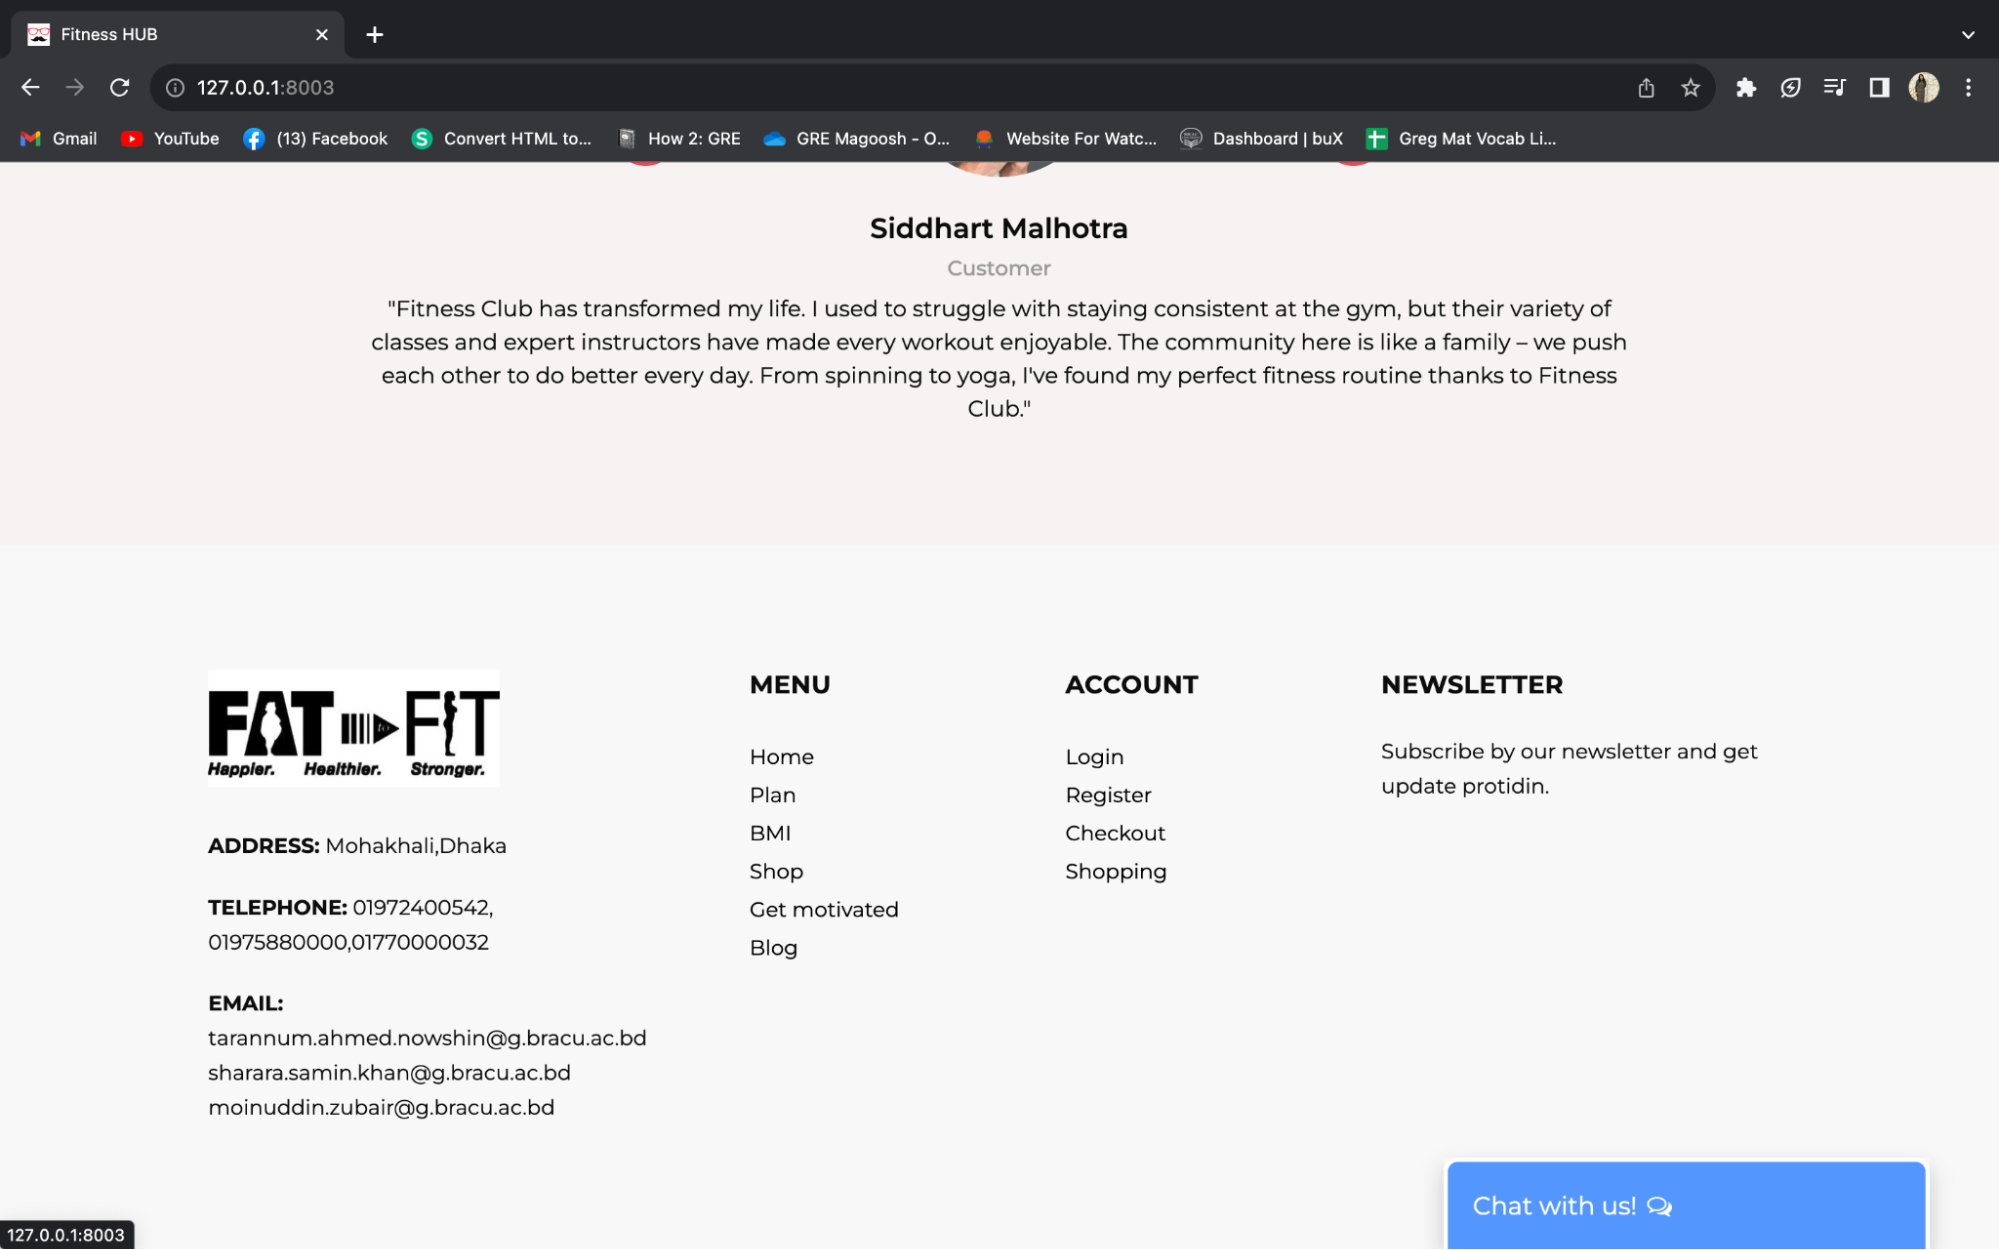 Fitness HUB
127.0.0.1:8003
Gmail
YouTube
(13) Facebook
Convert HTML to...
How 2: GRE
GRE Magoosh - O...
Website For Watc...
Dashboard | buX
Greg Mat Vocab Li...
Siddhart Malhotra
Customer
"Fitness Club has transformed my life. I used to struggle with staying consistent at the gym, but their variety of
classes and expert instructors have made every workout enjoyable. The community here is like a family – we push
each other to do better every day. From spinning to yoga, I've found my perfect fitness routine thanks to Fitness
Club."
FAT to FIT
Happier. Healthier. Stronger.
ADDRESS: Mohakhali,Dhaka
TELEPHONE: 01972400542,
01975880000,01770000032
EMAIL:
tarannum.ahmed.nowshin@g.bracu.ac.bd
sharara.samin.khan@g.bracu.ac.bd
moinuddin.zubair@g.bracu.ac.bd
MENU
Home
Plan
BMI
Shop
Get motivated
Blog
ACCOUNT
Login
Register
Checkout
Shopping
NEWSLETTER
Subscribe by our newsletter and get
update protidin.
Chat with us!
127.0.0.1:8003